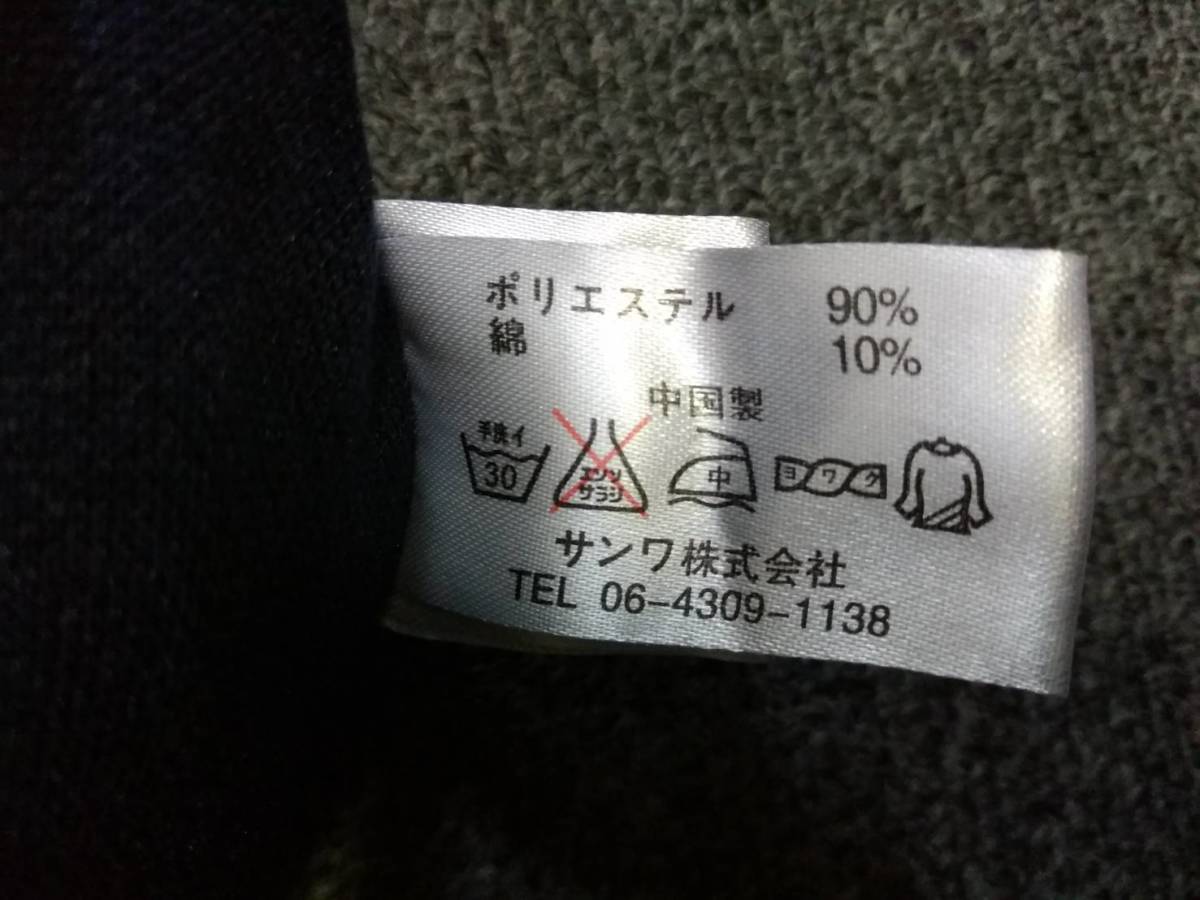 ポリエステル 90%
綿 10%
中国製
手洗イ
30
エンソ
サラシ
中
ヨワク
サンワ株式会社
TEL 06-4309-1138